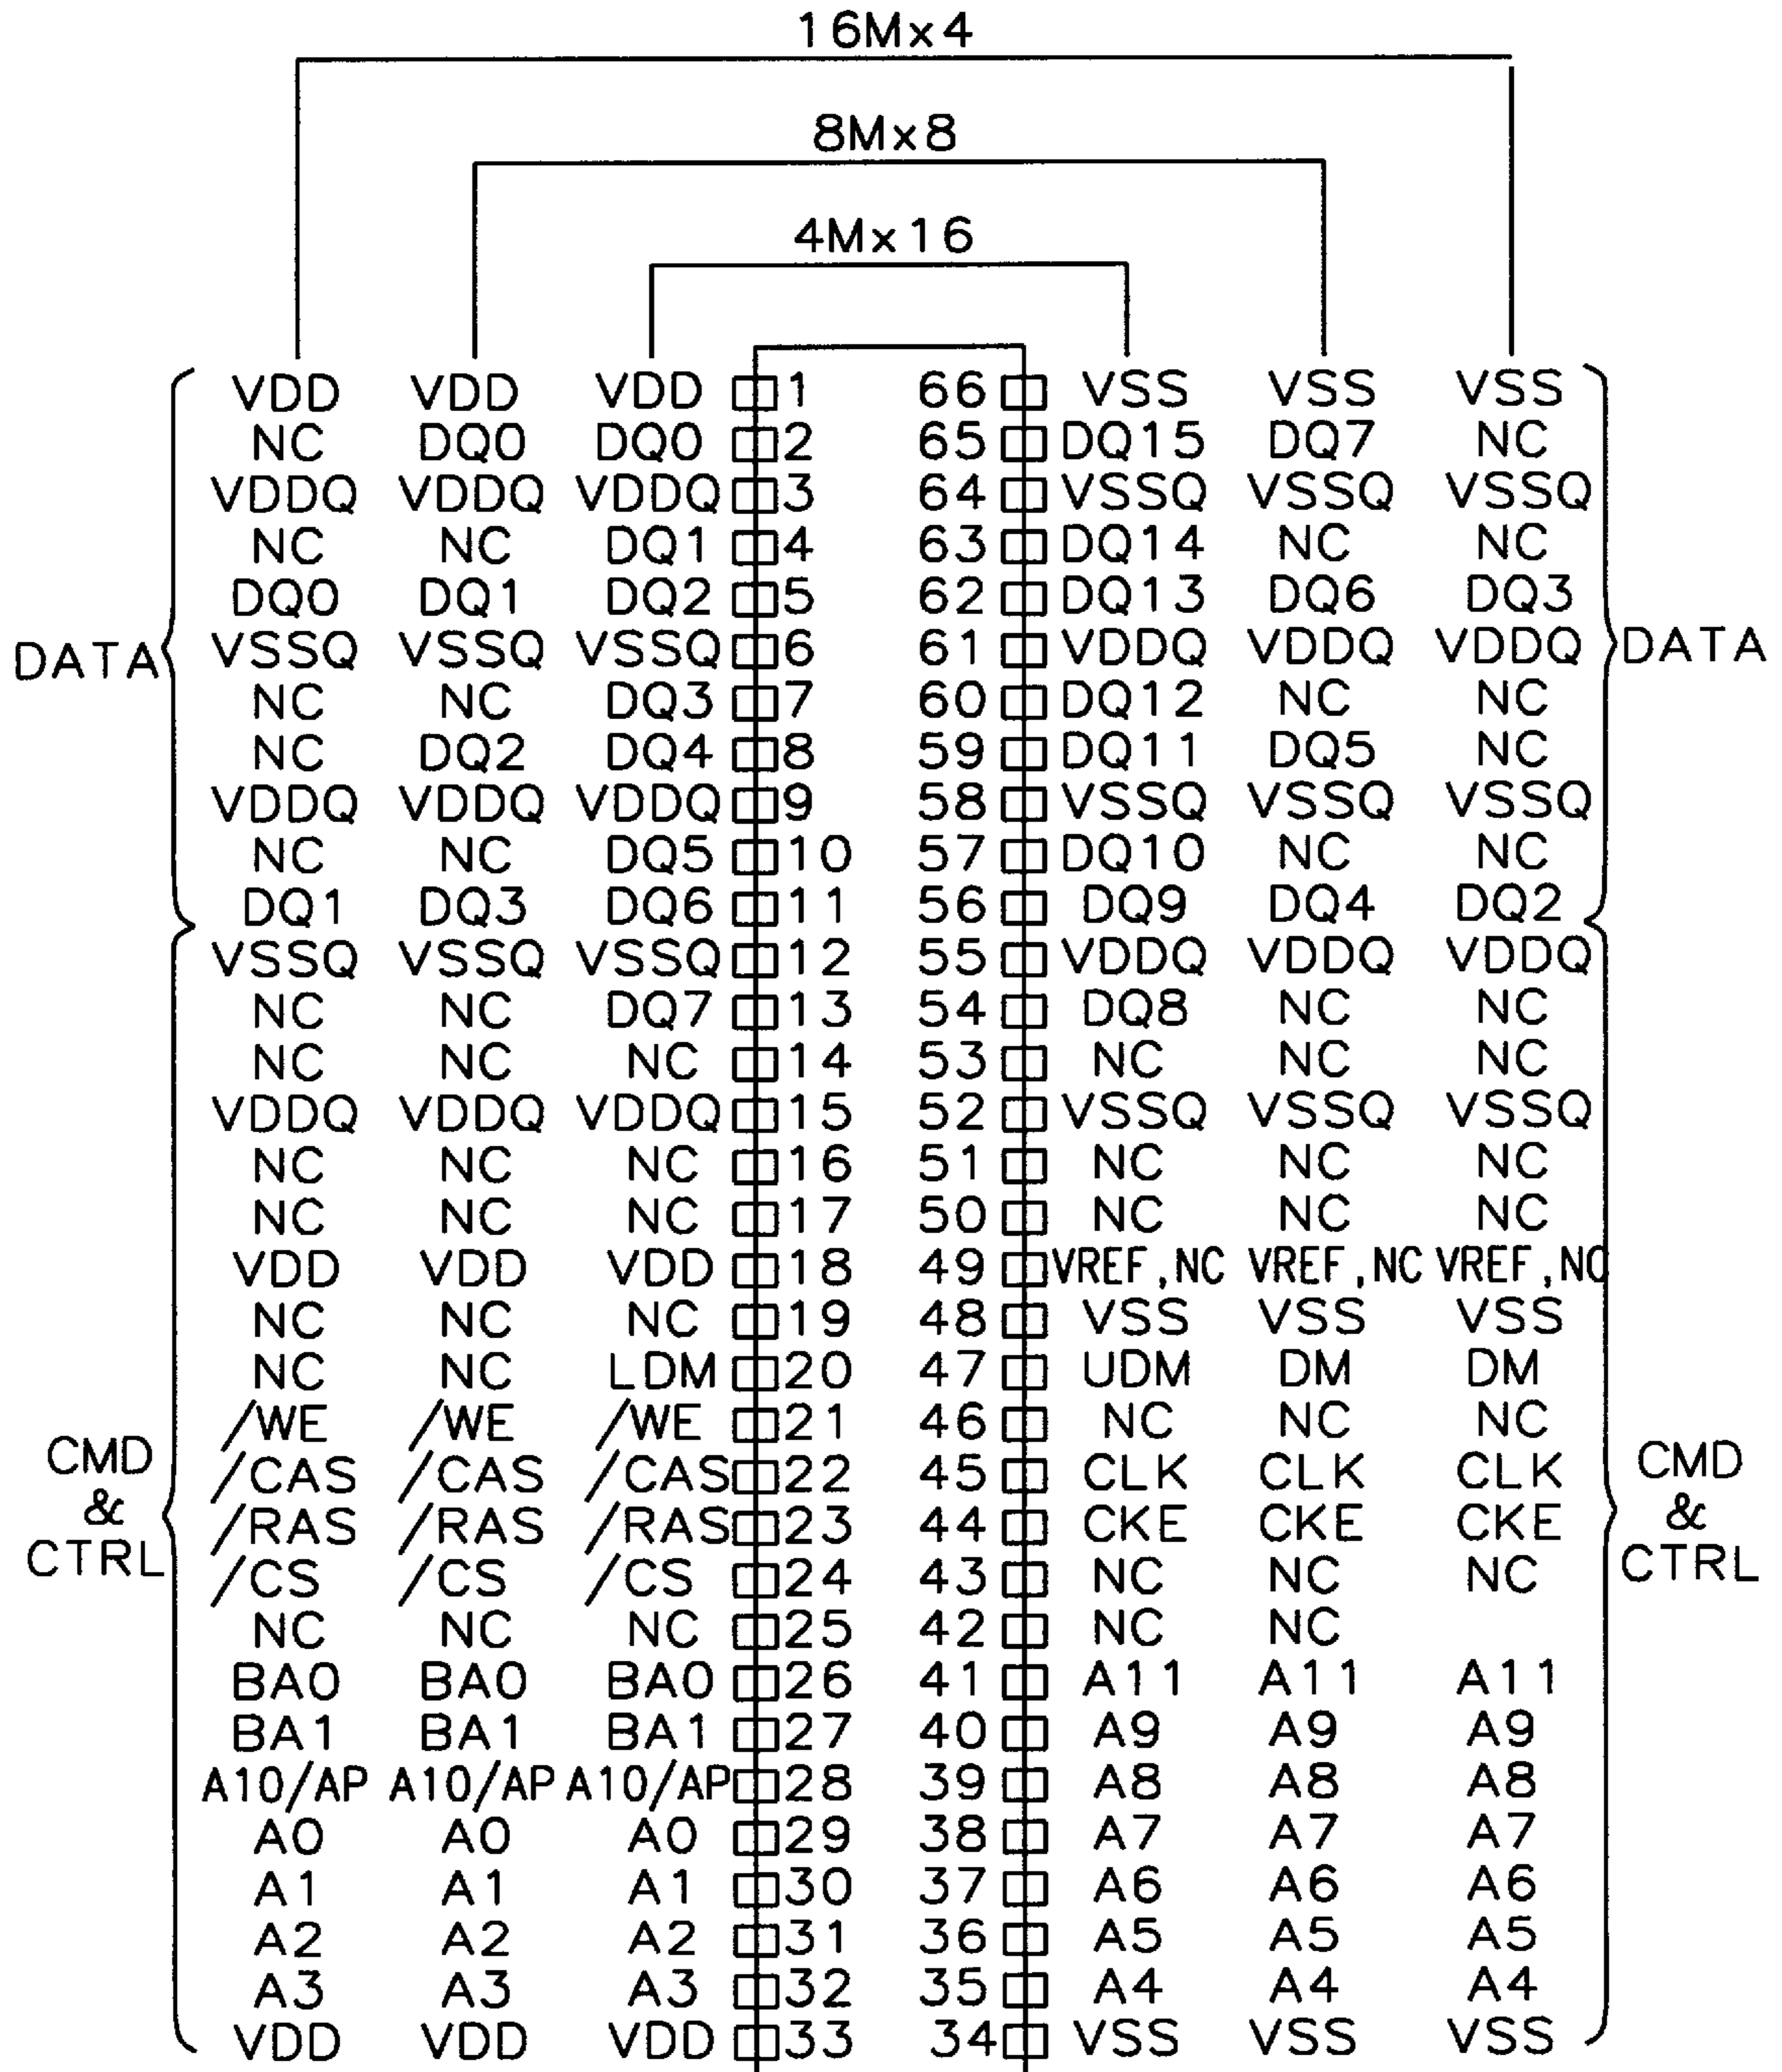 16Mx4
8Mx8
4Mx16
VDD VDD VDD 1 66 VSS VSS VSS
NC DQ0 DQ0 2 65 DQ15 DQ7 NC
VDDQ VDDQ VDDQ 3 64 VSSQ VSSQ VSSQ
NC NC DQ1 4 63 DQ14 NC NC
DQ0 DQ1 DQ2 5 62 DQ13 DQ6 DQ3
DATA VSSQ VSSQ VSSQ 6 61 VDDQ VDDQ VDDQ DATA
NC NC DQ3 7 60 DQ12 NC NC
NC DQ2 DQ4 8 59 DQ11 DQ5 NC
VDDQ VDDQ VDDQ 9 58 VSSQ VSSQ VSSQ
NC NC DQ5 10 57 DQ10 NC NC
DQ1 DQ3 DQ6 11 56 DQ9 DQ4 DQ2
VSSQ VSSQ VSSQ 12 55 VDDQ VDDQ VDDQ
NC NC DQ7 13 54 DQ8 NC NC
NC NC NC 14 53 NC NC NC
VDDQ VDDQ VDDQ 15 52 VSSQ VSSQ VSSQ
NC NC NC 16 51 NC NC NC
NC NC NC 17 50 NC NC NC
VDD VDD VDD 18 49 VREF,NC VREF,NC VREF,NC
NC NC NC 19 48 VSS VSS VSS
NC NC LDM 20 47 UDM DM DM
/WE /WE /WE 21 46 NC NC NC
CMD /CAS /CAS /CAS 22 45 CLK CLK CLK CMD
& /RAS /RAS /RAS 23 44 CKE CKE CKE &
CTRL /CS /CS /CS 24 43 NC NC NC CTRL
NC NC NC 25 42 NC NC
BA0 BA0 BA0 26 41 A11 A11 A11
BA1 BA1 BA1 27 40 A9 A9 A9
A10/AP A10/AP A10/AP 28 39 A8 A8 A8
A0 A0 A0 29 38 A7 A7 A7
A1 A1 A1 30 37 A6 A6 A6
A2 A2 A2 31 36 A5 A5 A5
A3 A3 A3 32 35 A4 A4 A4
VDD VDD VDD 33 34 VSS VSS VSS